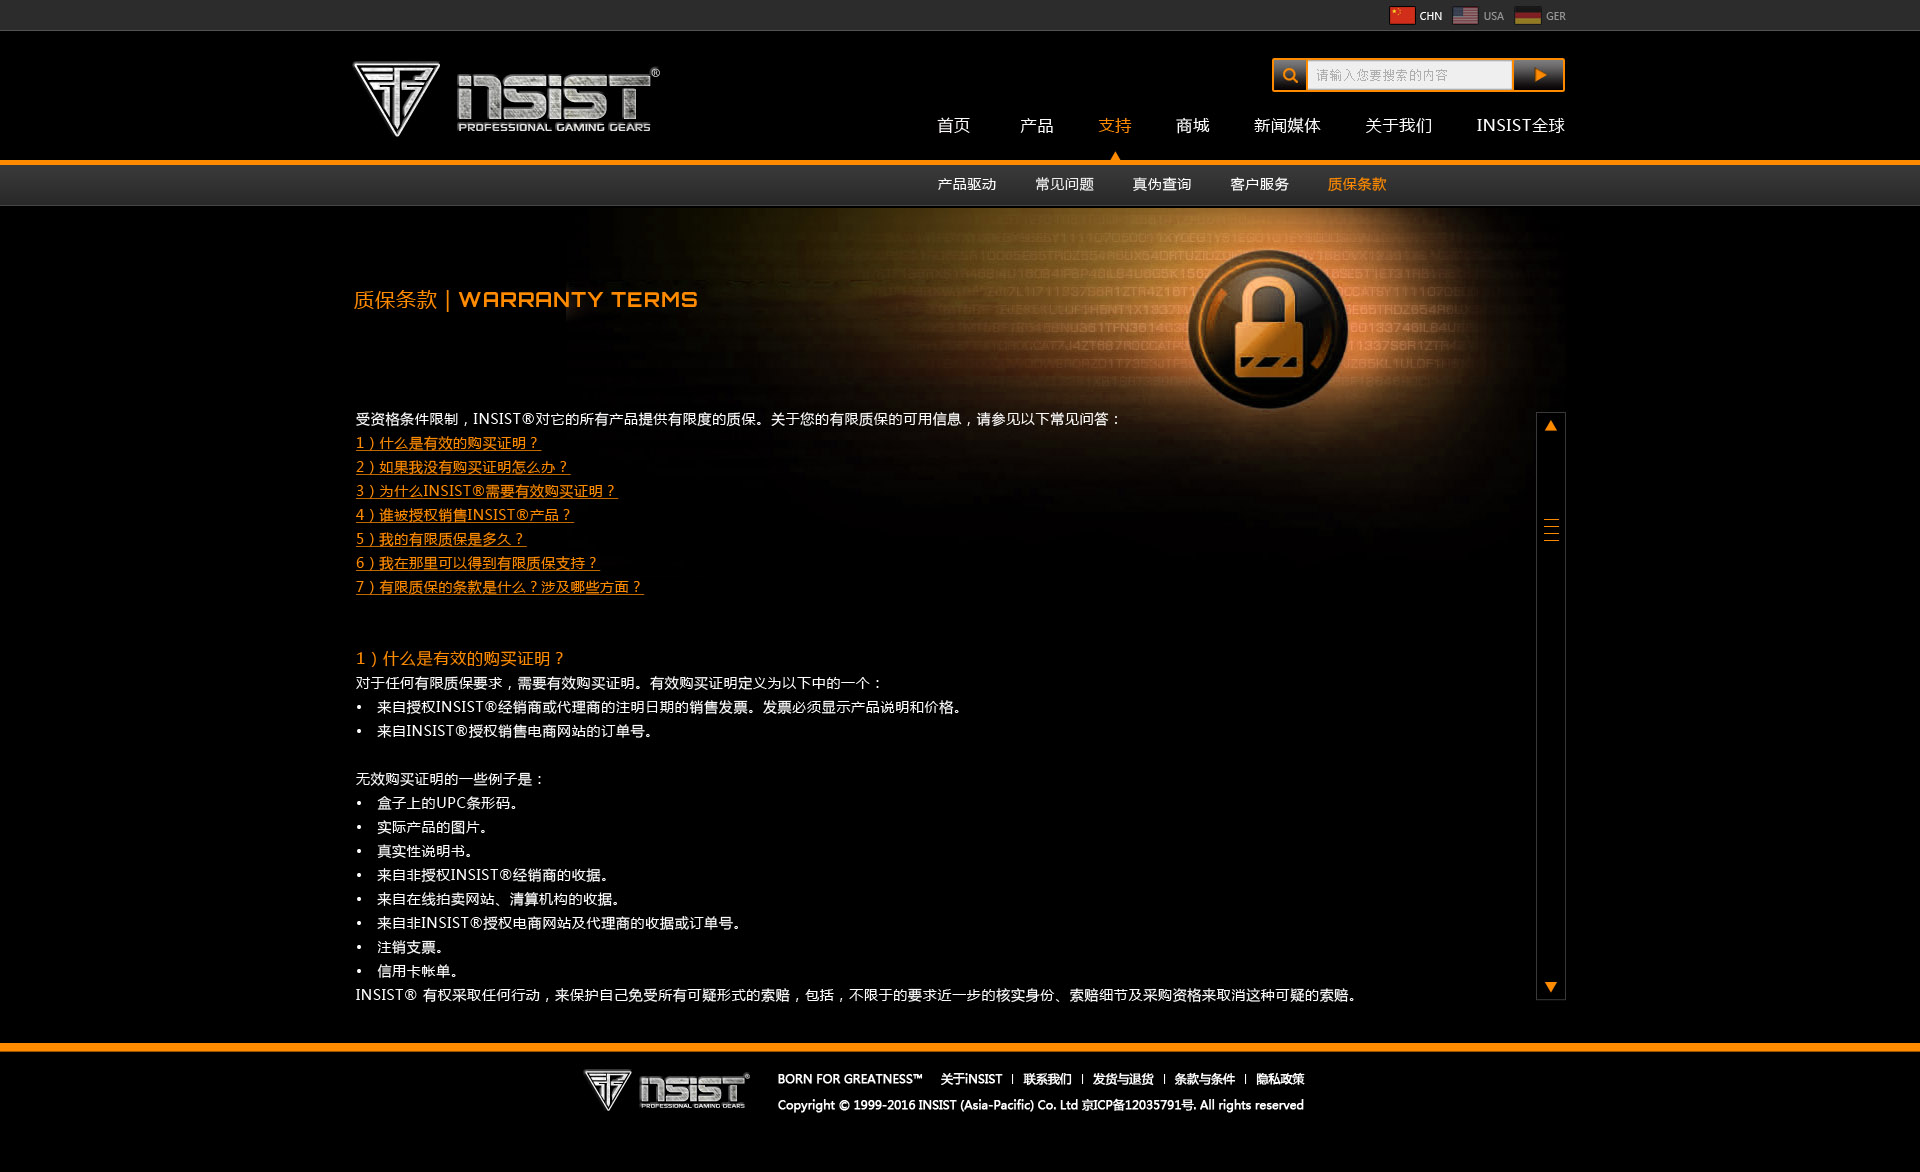 CHN USA GER
iNSIST®
PROFESSIONAL GAMING GEARS
请输入您要搜索的内容
首页 产品 支持 商城 新闻媒体 关于我们 INSIST全球
产品驱动 常见问题 真伪查询 客户服务 质保条款
质保条款 | WARRANTY TERMS
受资格条件限制，INSIST®对它的所有产品提供有限度的质保。关于您的有限质保的可用信息，请参见以下常见问答：
1）什么是有效的购买证明？
2）如果我没有购买证明怎么办？
3）为什么INSIST®需要有效购买证明？
4）谁被授权销售INSIST®产品？
5）我的有限质保是多久？
6）我在那里可以得到有限质保支持？
7）有限质保的条款是什么？涉及哪些方面？
1）什么是有效的购买证明？
对于任何有限质保要求，需要有效购买证明。有效购买证明定义为以下中的一个：
• 来自授权INSIST®经销商或代理商的注明日期的销售发票。发票必须显示产品说明和价格。
• 来自INSIST®授权销售电商网站的订单号。
无效购买证明的一些例子是：
• 盒子上的UPC条形码。
• 实际产品的图片。
• 真实性说明书。
• 来自非授权INSIST®经销商的收据。
• 来自在线拍卖网站、清算机构的收据。
• 来自非INSIST®授权电商网站及代理商的收据或订单号。
• 注销支票。
• 信用卡帐单。
INSIST® 有权采取任何行动，来保护自己免受所有可疑形式的索赔，包括，不限于的要求近一步的核实身份、索赔细节及采购资格来取消这种可疑的索赔。
iNSIST®
PROFESSIONAL GAMING GEARS
BORN FOR GREATNESS™ 关于iNSIST | 联系我们 | 发货与退货 | 条款与条件 | 隐私政策
Copyright © 1999-2016 INSIST (Asia-Pacific) Co. Ltd 京ICP备12035791号. All rights reserved